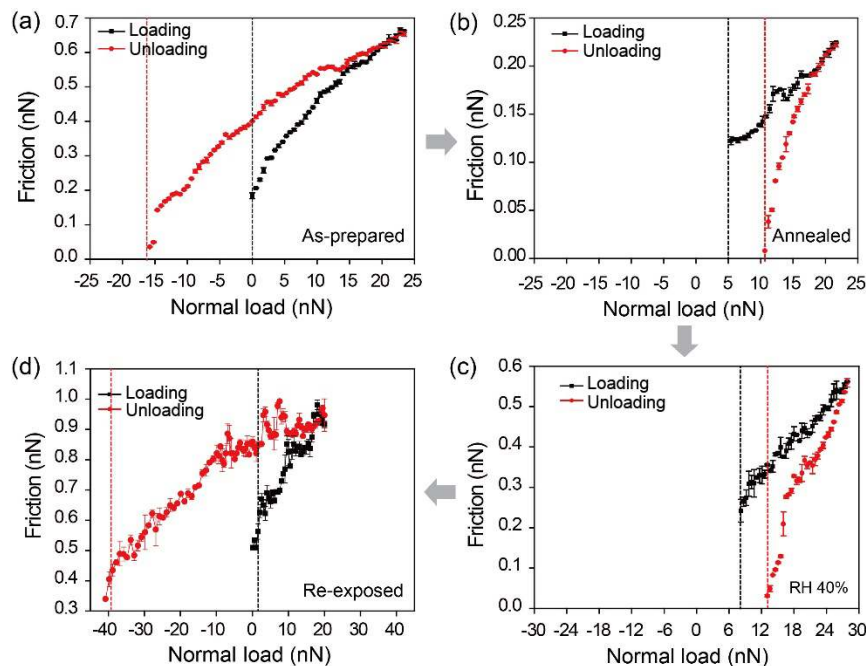 (a)
0.7
0.6
0.5
0.4
0.3
0.2
0.1
0.0
Friction (nN)
Loading
Unloading
As-prepared
-25 -20 -15 -10 -5 0 5 10 15 20 25
Normal load (nN)
(b)
0.25
0.20
0.15
0.10
0.05
0.00
Friction (nN)
Loading
Unloading
Annealed
-25 -20 -15 -10 -5 0 5 10 15 20 25
Normal load (nN)
(d)
1.1
1.0
0.9
0.8
0.7
0.6
0.5
0.4
0.3
Friction (nN)
Loading
Unloading
Re-exposed
-40 -30 -20 -10 0 10 20 30 40
Normal load (nN)
(c)
0.6
0.5
0.4
0.3
0.2
0.1
0.0
Friction (nN)
Loading
Unloading
RH 40%
-30 -24 -18 -12 -6 0 6 12 18 24 30
Normal load (nN)